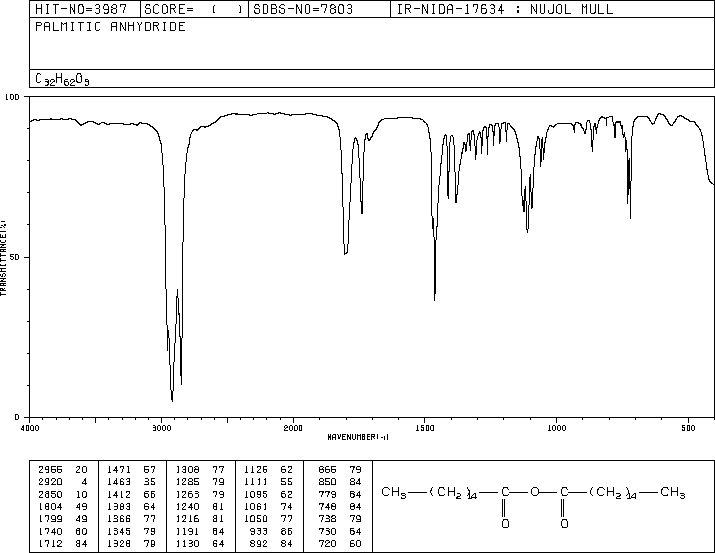 HIT-NO=3987 SCORE= ( ) SDBS-NO=7803 IR-NIDA-17634 : NUJOL MULL
PALMITIC ANHYDRIDE
C32H62O3
100
50
0
TRANSMITTANCE(%)
4000 3000 2000 1500 1000 500
WAVENUMBER(-1)
2956 20 1471 57 1308 77 1126 62 866 79
2920 4 1463 35 1285 79 1111 55 850 84
2850 10 1412 66 1263 79 1095 62 779 84
1804 49 1383 64 1240 81 1061 74 748 84
1799 49 1366 77 1216 81 1050 77 738 79
1740 60 1345 79 1191 84 933 86 730 64
1712 84 1328 79 1130 64 892 84 720 60
CH3—(CH2)14—C—O—C—(CH2)14—CH3
O O